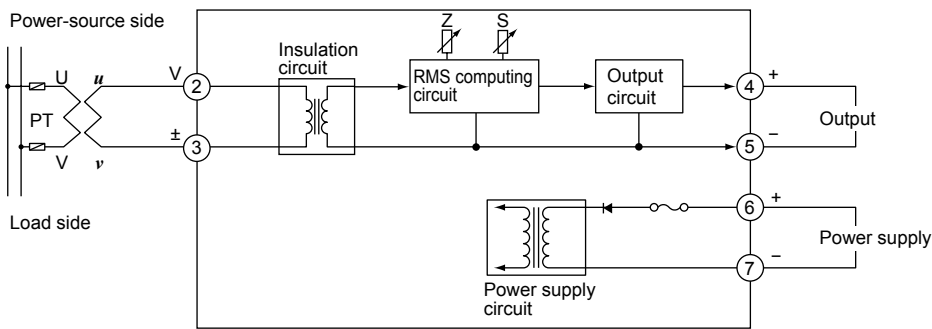 Power-source side
Z
S
Insulation
circuit
RMS computing
circuit
Output
circuit
U
u
V
2
4
+
PT
Output
V
v
±
3
5
−
6
+
Load side
Power supply
7
−
Power supply
circuit